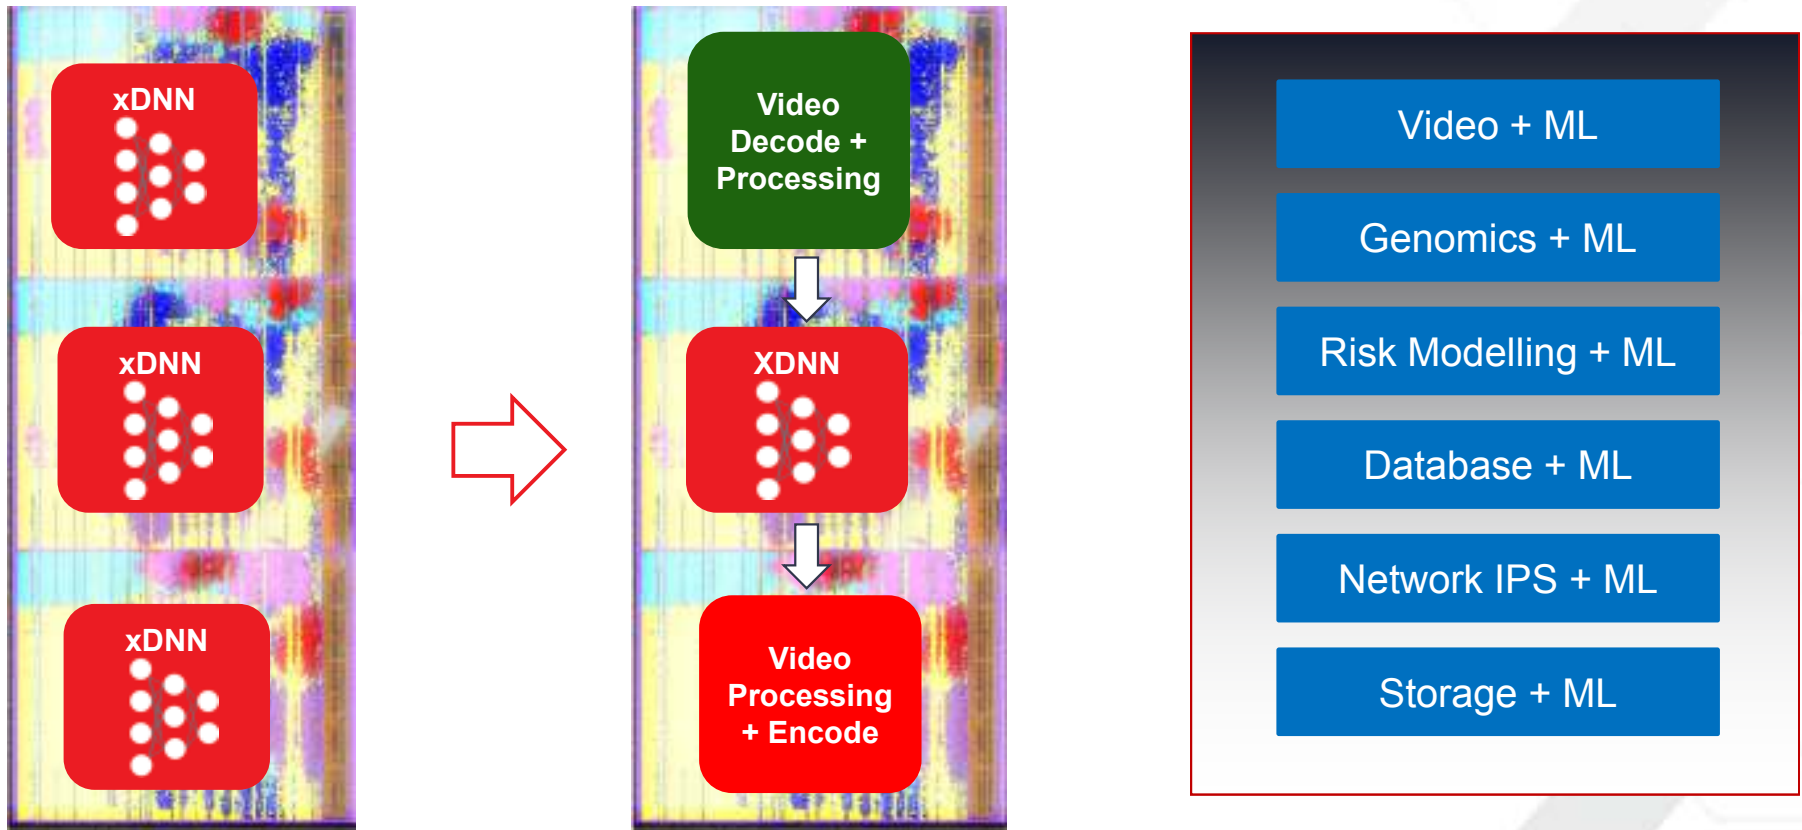 xDNN
xDNN
xDNN
Video
Decode +
Processing
XDNN
Video
Processing
+ Encode
Video + ML
Genomics + ML
Risk Modelling + ML
Database + ML
Network IPS + ML
Storage + ML